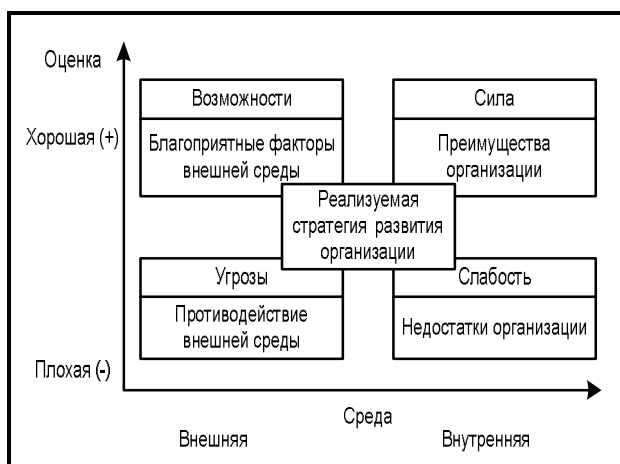 Оценка
Возможности
Сила
Хорошая (+)
Благоприятные факторы
внешней среды
Преимущества
организации
Реализуемая
стратегия развития
организации
Угрозы
Слабость
Противодействие
внешней среды
Недостатки организации
Плохая (-)
Среда
Внешняя
Внутренняя